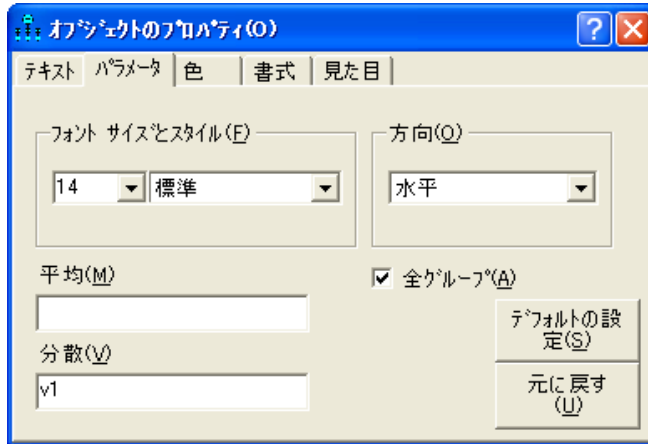 ｵﾌﾞｼﾞｪｸﾄのﾌﾟﾛﾊﾟﾃｨ(O)
テキスト ﾊﾟﾗﾒｰﾀ 色 書式 見た目
ﾌｫﾝﾄ ｻｲｽﾞとｽﾀｲﾙ(F) 方向(O)
14 標準 水平
平均(M) 全ｸﾞﾙｰﾌﾟ(A)
ﾃﾞﾌｫﾙﾄの設
定(S)
分散(V)
v1 元に戻す
(U)